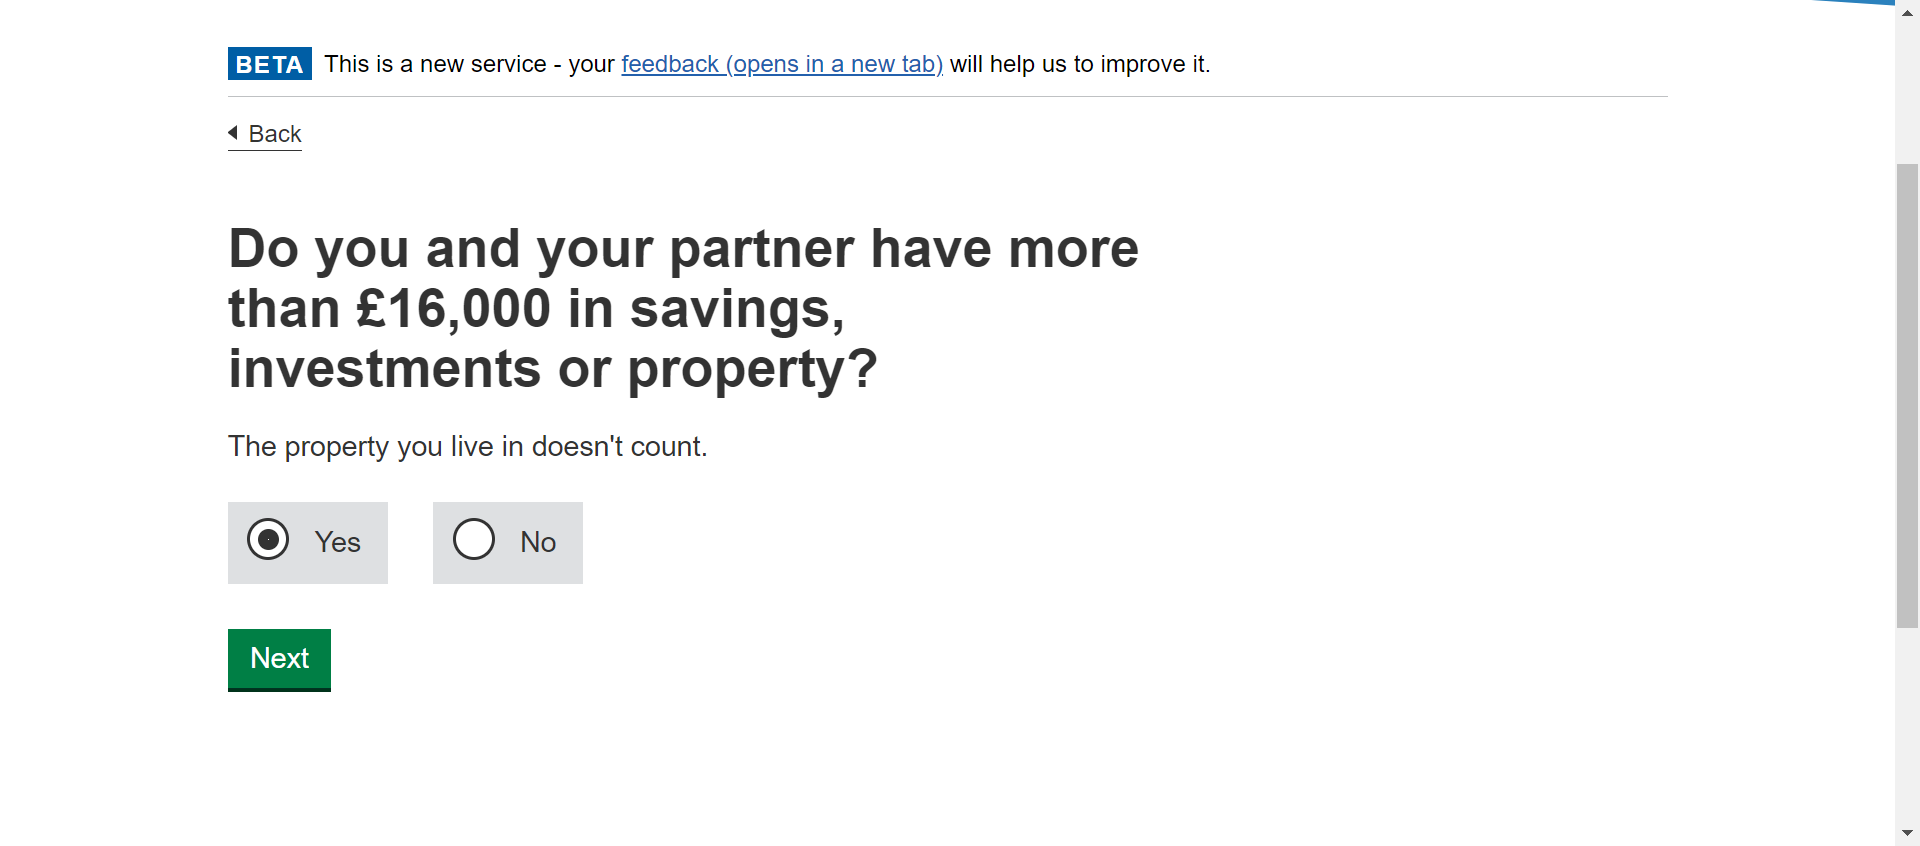 BETA This is a new service - your feedback (opens in a new tab) will help us to improve it.
Back
Do you and your partner have more
than £16,000 in savings,
investments or property?
The property you live in doesn't count.
Yes No
Next